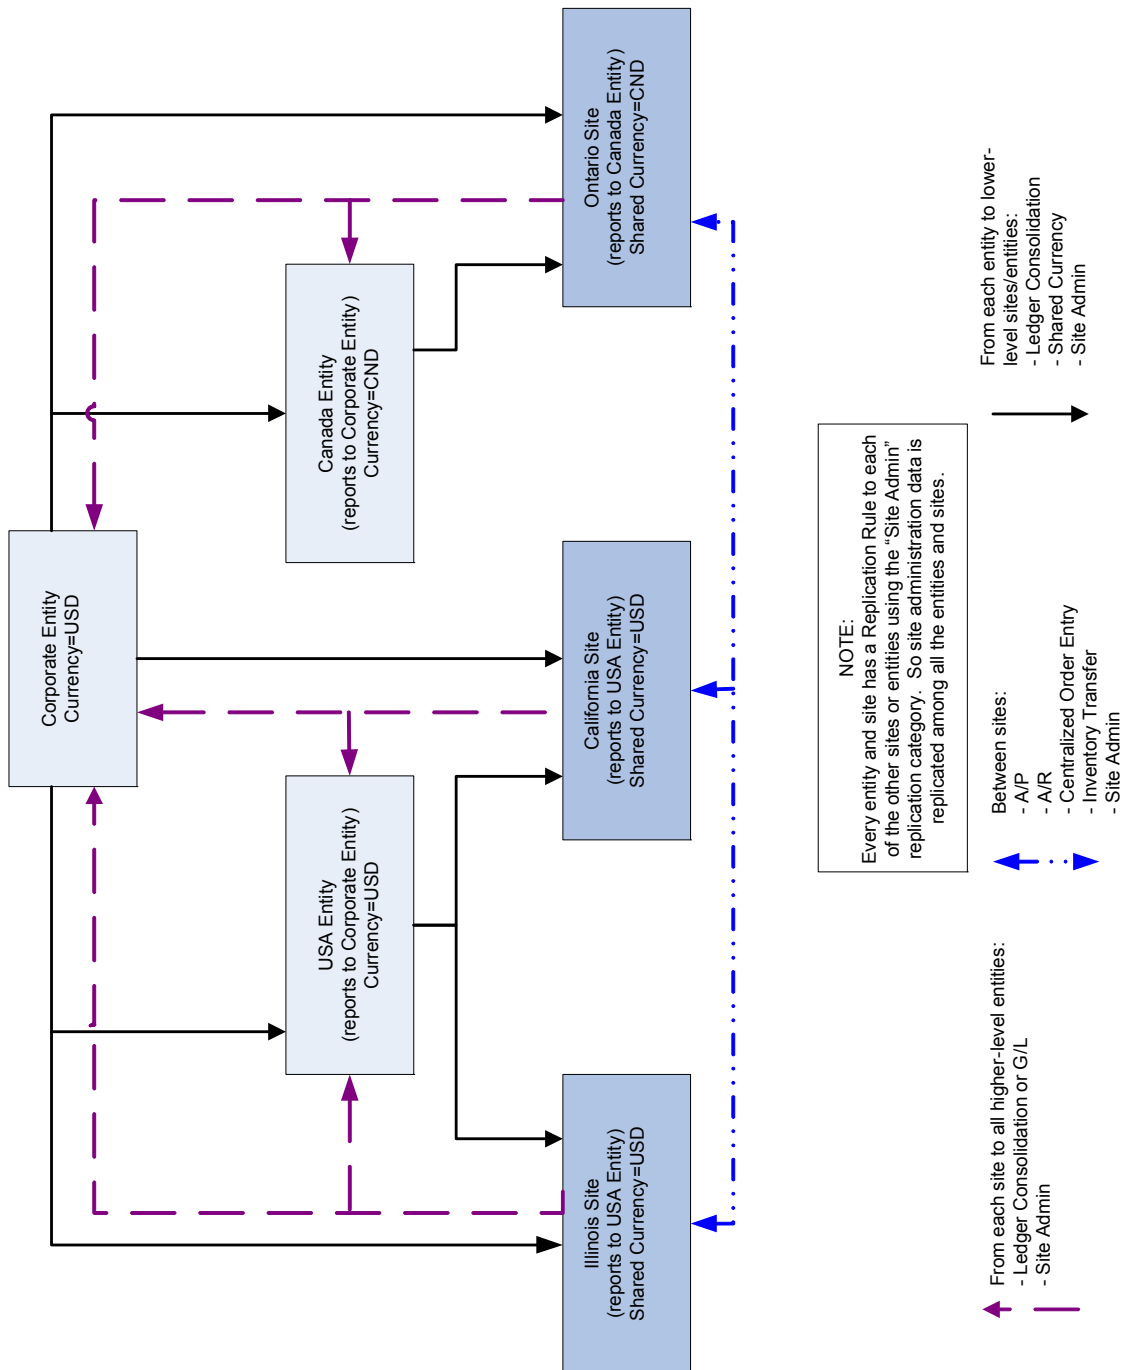 Corporate Entity
Currency=USD
USA Entity
(reports to Corporate Entity)
Currency=USD
Canada Entity
(reports to Corporate Entity)
Currency=CND
Illinois Site
(reports to USA Entity)
Shared Currency=USD
California Site
(reports to USA Entity)
Shared Currency=USD
Ontario Site
(reports to Canada Entity)
Shared Currency=CND
NOTE:
Every entity and site has a Replication Rule to each
of the other sites or entities using the “Site Admin”
replication category.  So site administration data is
replicated among all the entities and sites.
From each site to all higher-level entities:
- Ledger Consolidation or G/L
- Site Admin
Between sites:
- A/P
- A/R
- Centralized Order Entry
- Inventory Transfer
- Site Admin
From each entity to lower-
level sites/entities:
- Ledger Consolidation
- Shared Currency
- Site Admin